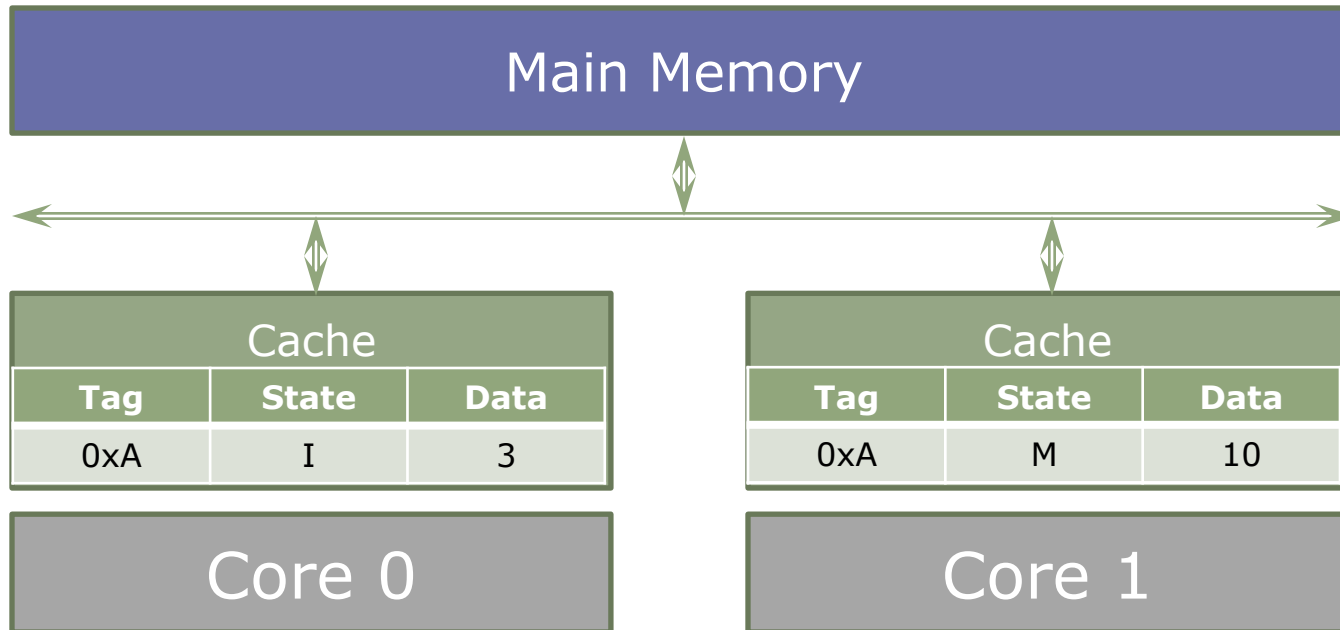 Main Memory
Cache Cache
Tag State Data Tag State Data
0xA I 3 0xA M 10
Core 0 Core 1